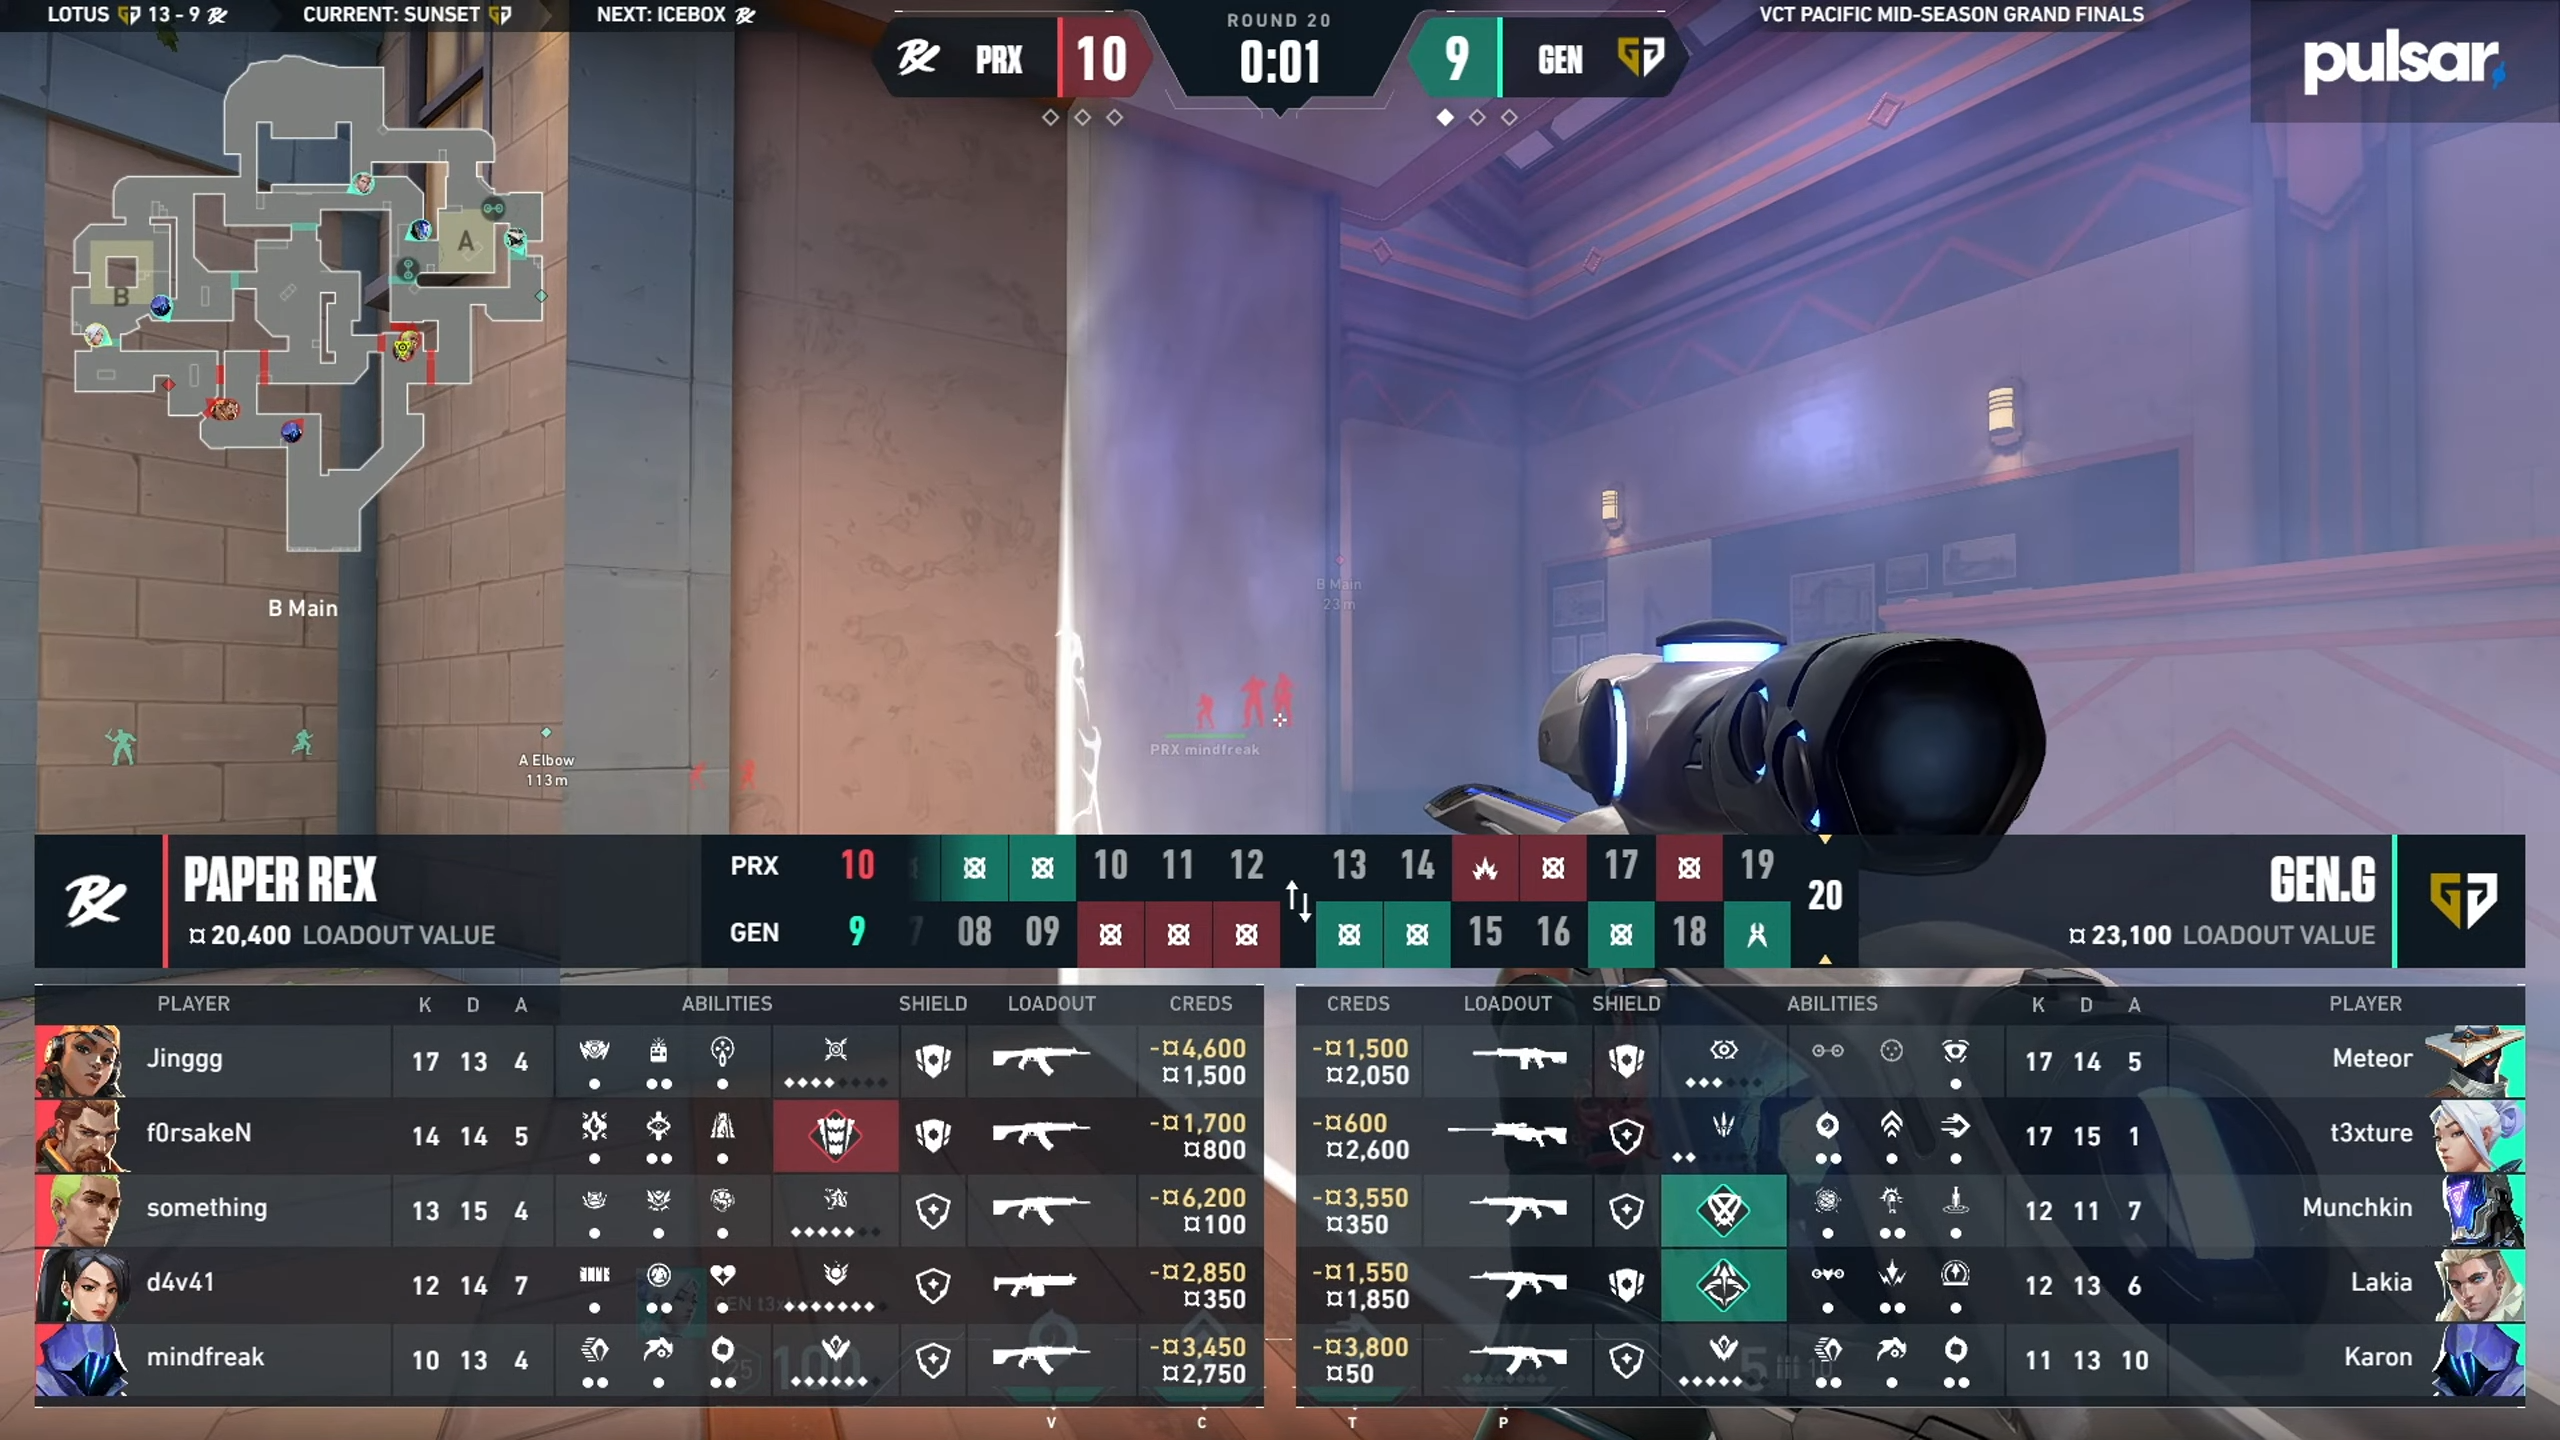 LOTUS 13 - 9
CURRENT: SUNSET
NEXT: ICEBOX
PRX 10
ROUND 20
0:01
9 GEN
VCT PACIFIC MID-SEASON GRAND FINALS
pulsar
A
B
B Main
B Main
23m
A Elbow
113m
PRX mindfreak
PAPER REX
20,400 LOADOUT VALUE
PRX 10 10 11 12 13 14 17 19
20
GEN 9 7 08 09 15 16 18
GEN.G
23,100 LOADOUT VALUE
PLAYER K D A ABILITIES SHIELD LOADOUT CREDS
Jinggg 17 13 4 -4,600
1,500
f0rsakeN 14 14 5 -1,700
800
something 13 15 4 -6,200
100
d4v41 12 14 7 -2,850
350
mindfreak 10 13 4 -3,450
2,750
CREDS LOADOUT SHIELD ABILITIES K D A PLAYER
-1,500 17 14 5 Meteor
2,050
-600 17 15 1 t3xture
2,600
-3,550 12 11 7 Munchkin
350
-1,550 12 13 6 Lakia
1,850
-3,800 11 13 10 Karon
50
25 100
5
V C T P